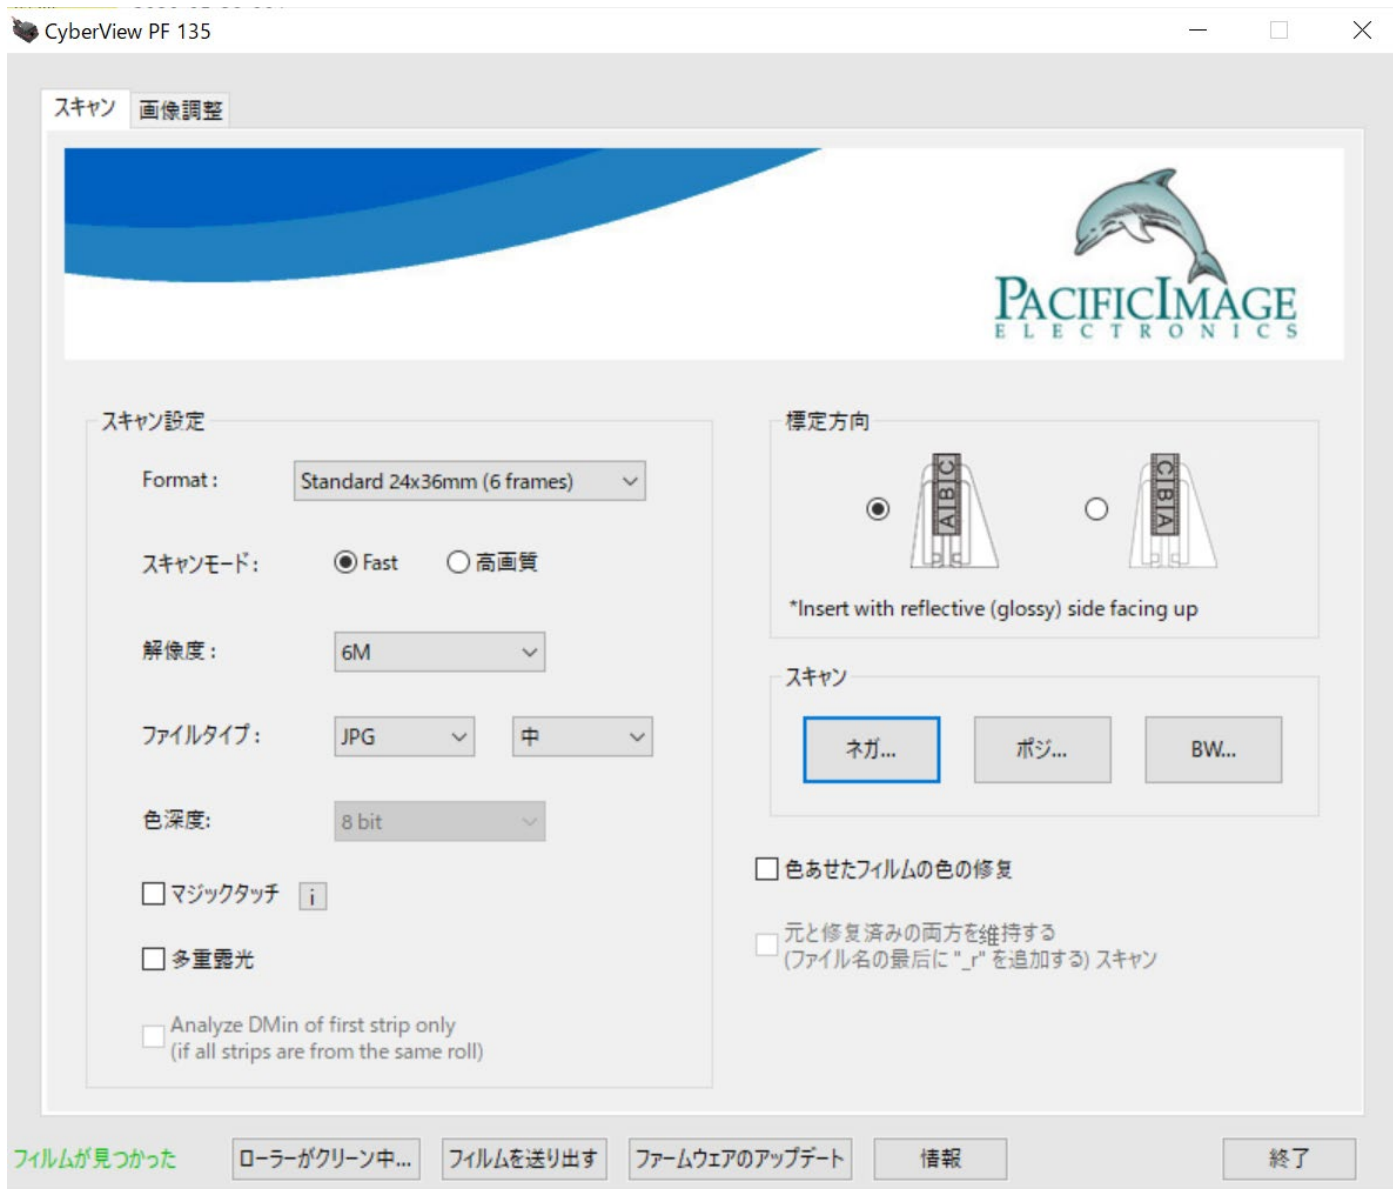 CyberView PF 135
スキャン
画像調整
PACIFICIMAGE
ELECTRONICS
スキャン設定
Format :
Standard 24x36mm (6 frames)
スキャンモード :
Fast
高画質
解像度 :
6M
ファイルタイプ :
JPG
中
色深度:
8 bit
マジックタッチ
i
多重露光
Analyze DMin of first strip only
(if all strips are from the same roll)
標定方向
A B C
C B A
*Insert with reflective (glossy) side facing up
スキャン
ネガ...
ポジ...
BW...
色あせたフィルムの色の修复
元と修复済みの両方を维持する
(ファイル名の最后に "_r" を追加する) スキャン
フィルムが見つかった
ローラーがクリーン中...
フィルムを送り出す
ファームウェアのアップデート
情報
終了